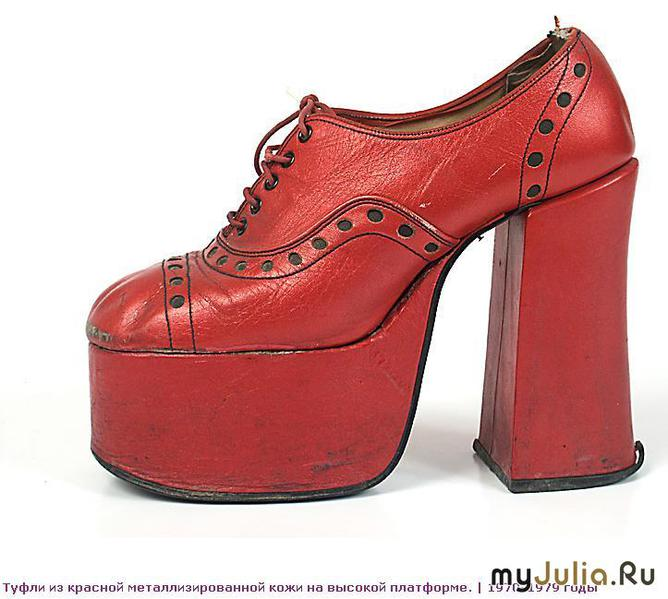 myJulia.Ru
Туфли из красной металлизированной кожи на высокой платформе. | 1970-1979 годы